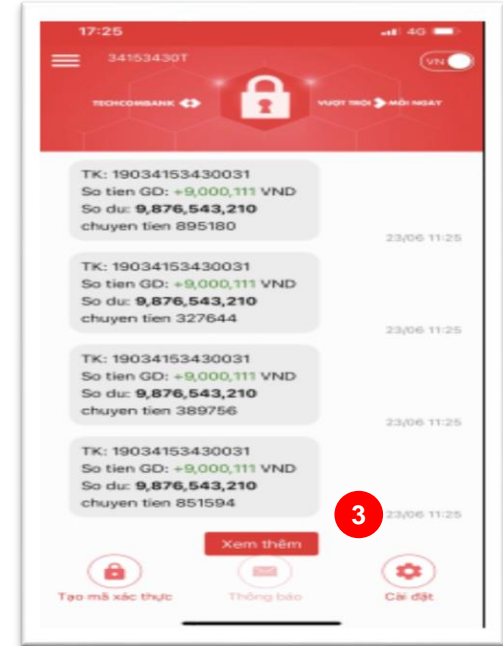 17:25
4G
34153430T
VN
TECHCOMBANK
VƯỢT TRỘI MỖI NGÀY
TK: 19034153430031
So tien GD: +9,000,111 VND
So du: 9,876,543,210
chuyen tien 895180
23/06 11:25
TK: 19034153430031
So tien GD: +9,000,111 VND
So du: 9,876,543,210
chuyen tien 327644
23/06 11:25
TK: 19034153430031
So tien GD: +9,000,111 VND
So du: 9,876,543,210
chuyen tien 389756
23/06 11:25
TK: 19034153430031
So tien GD: +9,000,111 VND
So du: 9,876,543,210
chuyen tien 851594
3
23/06 11:25
Xem thêm
Tạo mã xác thực
Thông báo
Cài đặt